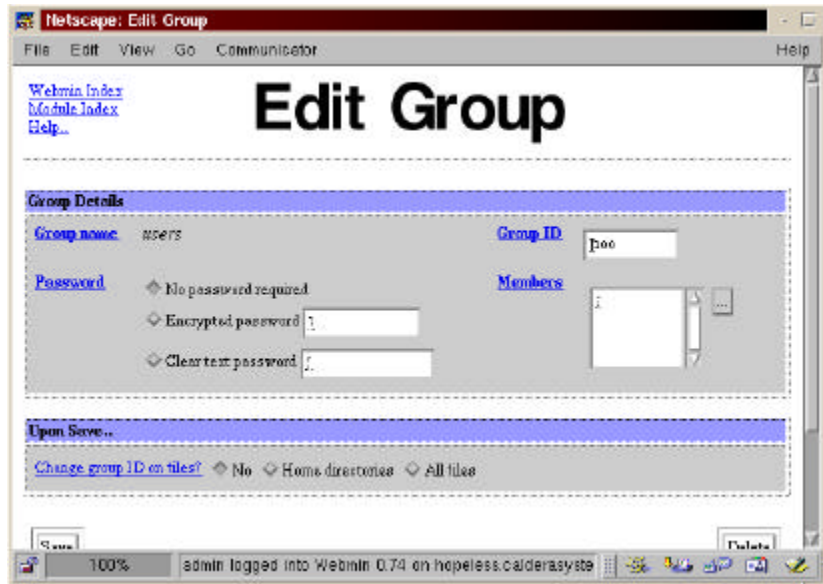 Netscape: Edit Group
File Edit View Go Communicator Help
Webmin Index
Module Index
Help..
Edit Group
Group Details
Group name users Group ID
Password No password required Members
...
Encrypted password
Clear text password
Upon Save..
Change group ID on files? No Home directories All files
Save Delete
100% admin logged into Webmin 0.74 on hopeless.calderasyste